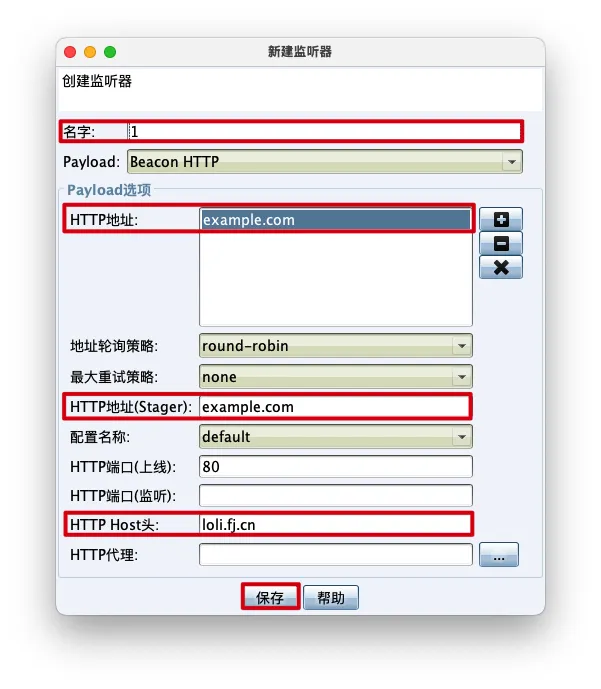 新建监听器
创建监听器
名字: 1
Payload: Beacon HTTP
Payload选项
HTTP地址: example.com
地址轮询策略: round-robin
最大重试策略: none
HTTP地址(Stager): example.com
配置名称: default
HTTP端口(上线): 80
HTTP端口(监听):
HTTP Host头: loli.fj.cn
HTTP代理: ...
保存 帮助